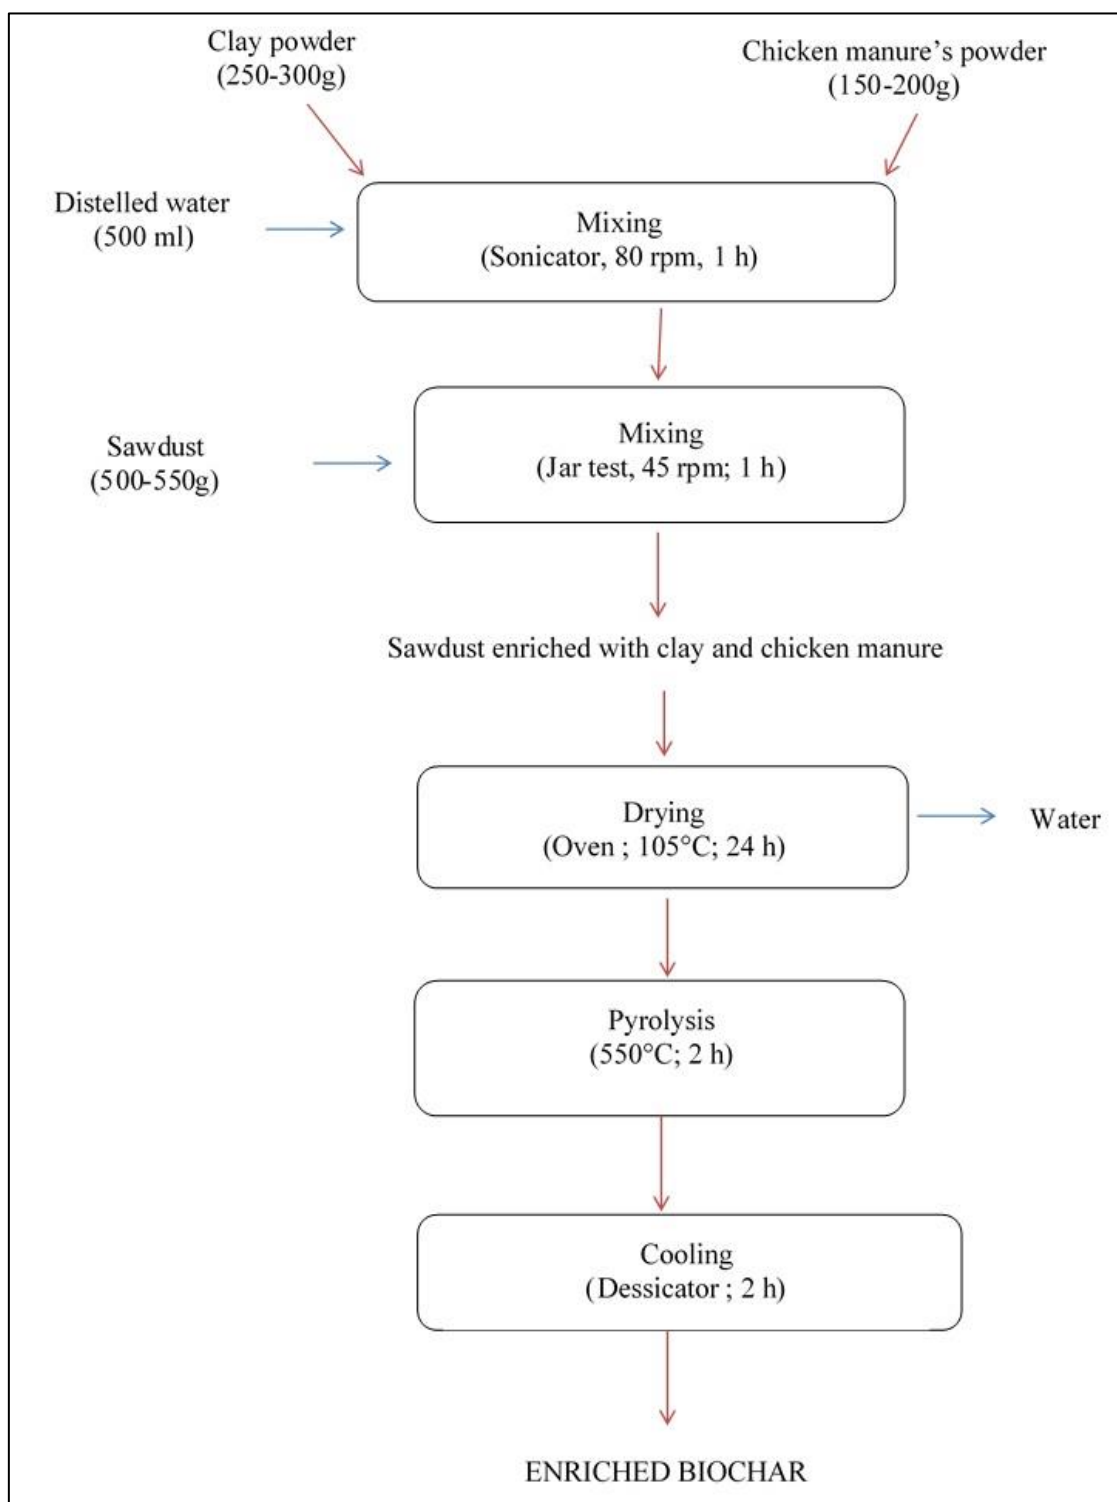 Clay powder
(250-300g)
Chicken manure’s powder
(150-200g)
Distelled water
(500 ml)
Mixing
(Sonicator, 80 rpm, 1 h)
Sawdust
(500-550g)
Mixing
(Jar test, 45 rpm; 1 h)
Sawdust enriched with clay and chicken manure
Drying
(Oven ; 105°C; 24 h)
Water
Pyrolysis
(550°C; 2 h)
Cooling
(Dessicator ; 2 h)
ENRICHED BIOCHAR